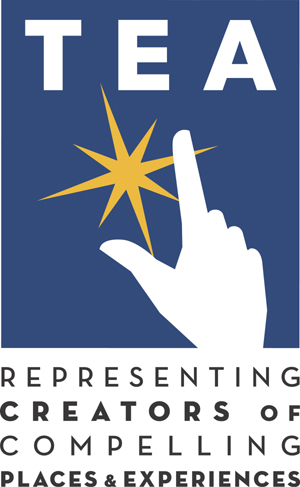 TEA
REPRESENTING
CREATORS OF
COMPELLING
PLACES & EXPERIENCES